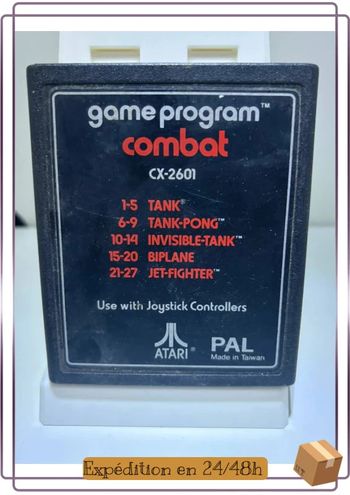 game program™
combat
CX-2601
1-5 TANK®
6-9 TANK-PONG™
10-14 INVISIBLE-TANK™
15-20 BIPLANE
21-27 JET-FIGHTER™
Use with Joystick Controllers
ATARI PAL
Made in Taiwan
Expédition en 24/48h